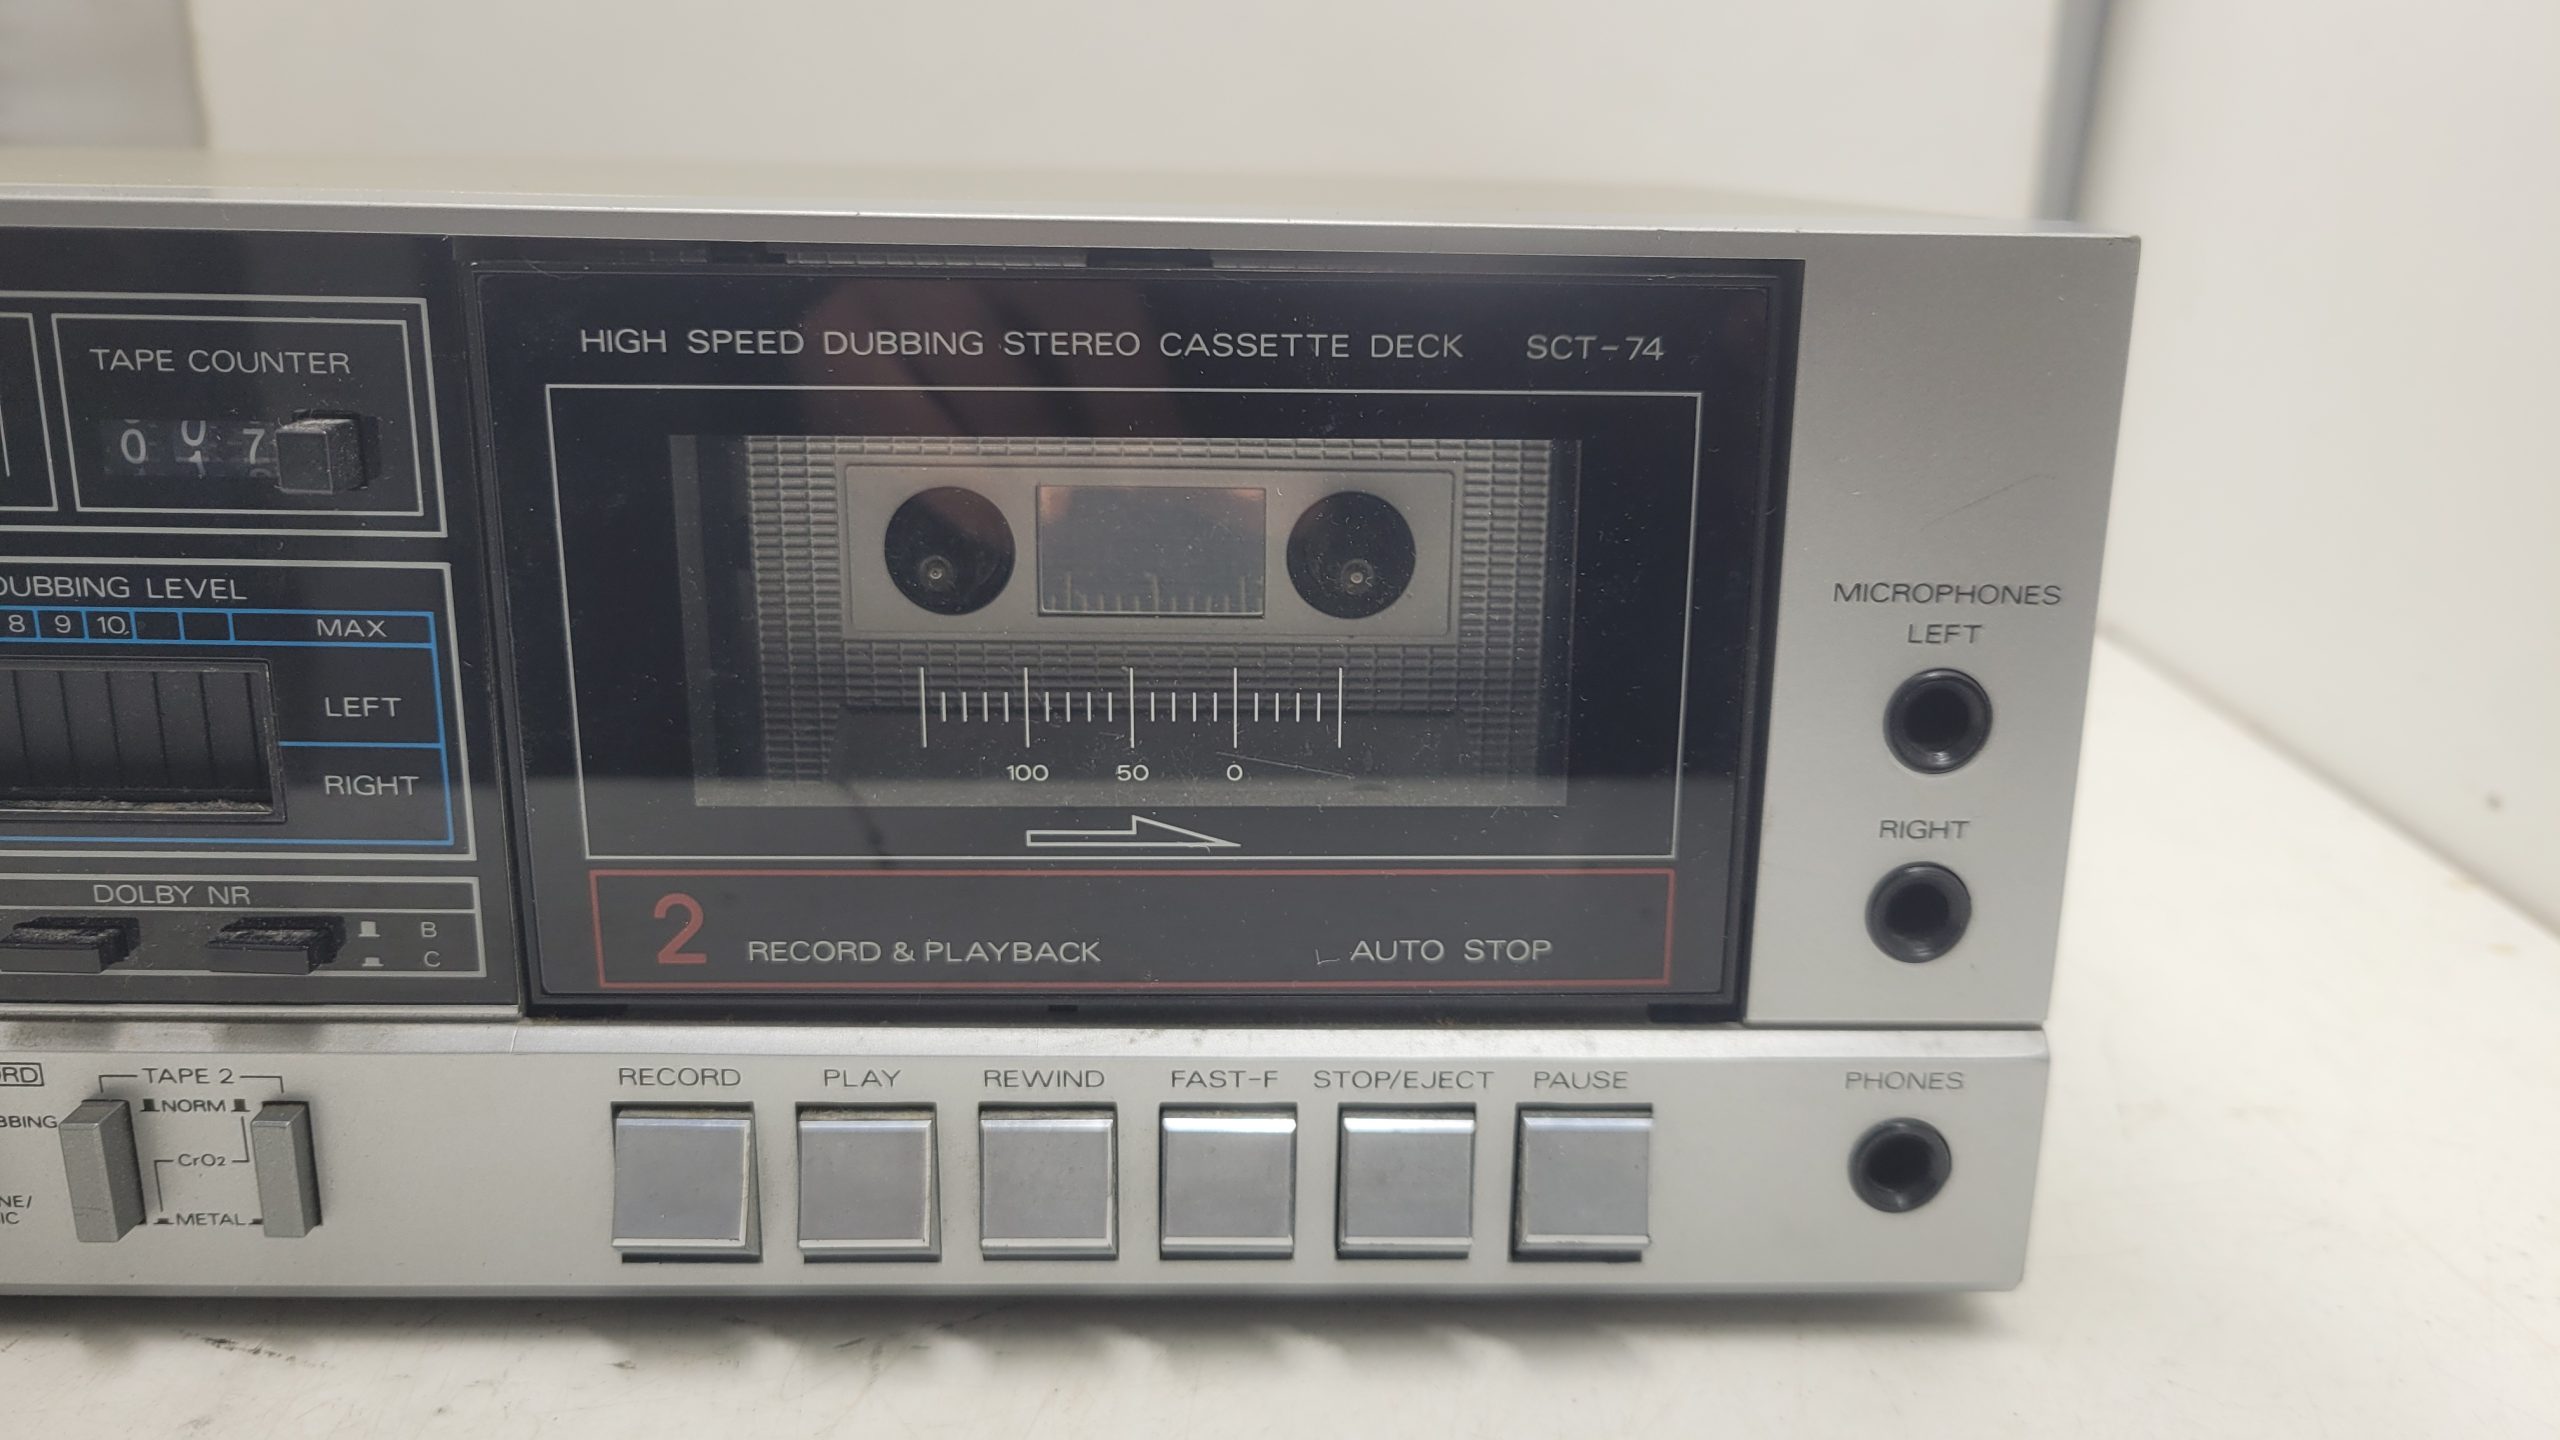 HIGH SPEED DUBBING STEREO CASSETTE DECK SCT-74
TAPE COUNTER
0 7
DUBBING LEVEL
8 9 10 MAX
LEFT
RIGHT
100 50 0
DOLBY NR
B
C
2 RECORD & PLAYBACK AUTO STOP
MICROPHONES
LEFT
RIGHT
TAPE 2
NORM
CrO2
METAL
RECORD PLAY REWIND FAST-F STOP/EJECT PAUSE
PHONES